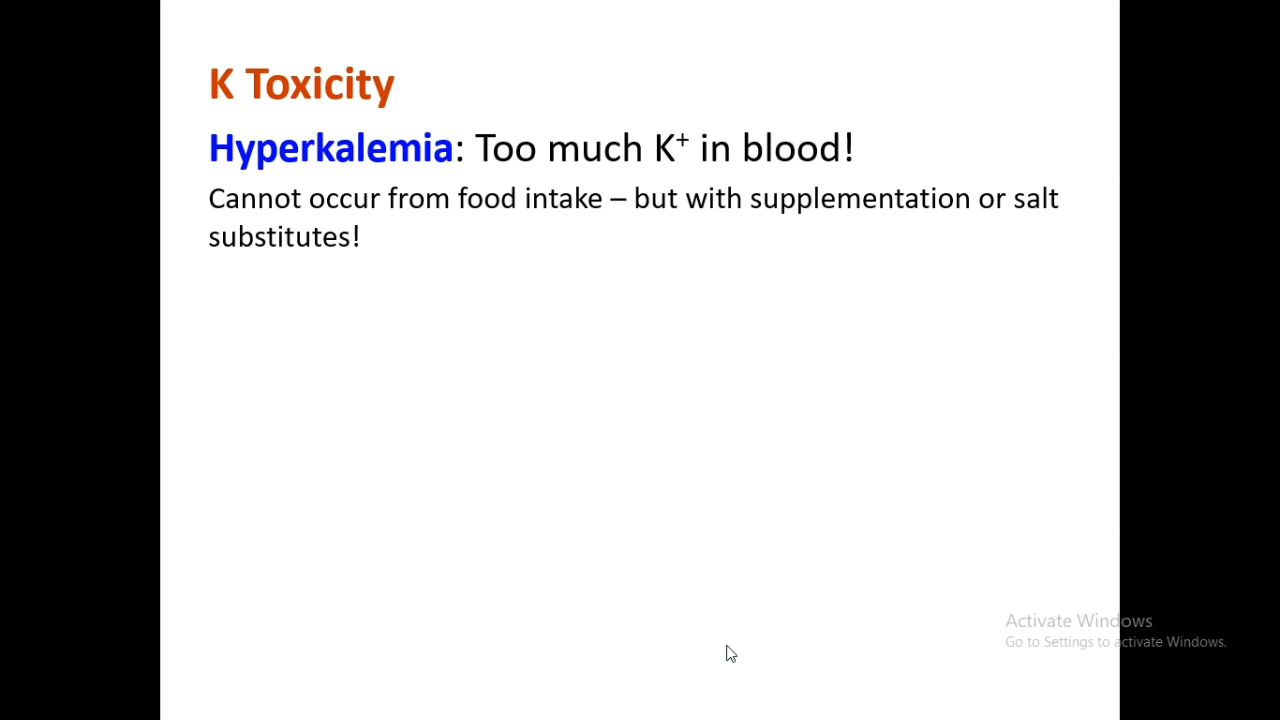 K Toxicity
Hyperkalemia: Too much K⁺ in blood!
Cannot occur from food intake – but with supplementation or salt
substitutes!
Activate Windows
Go to Settings to activate Windows.